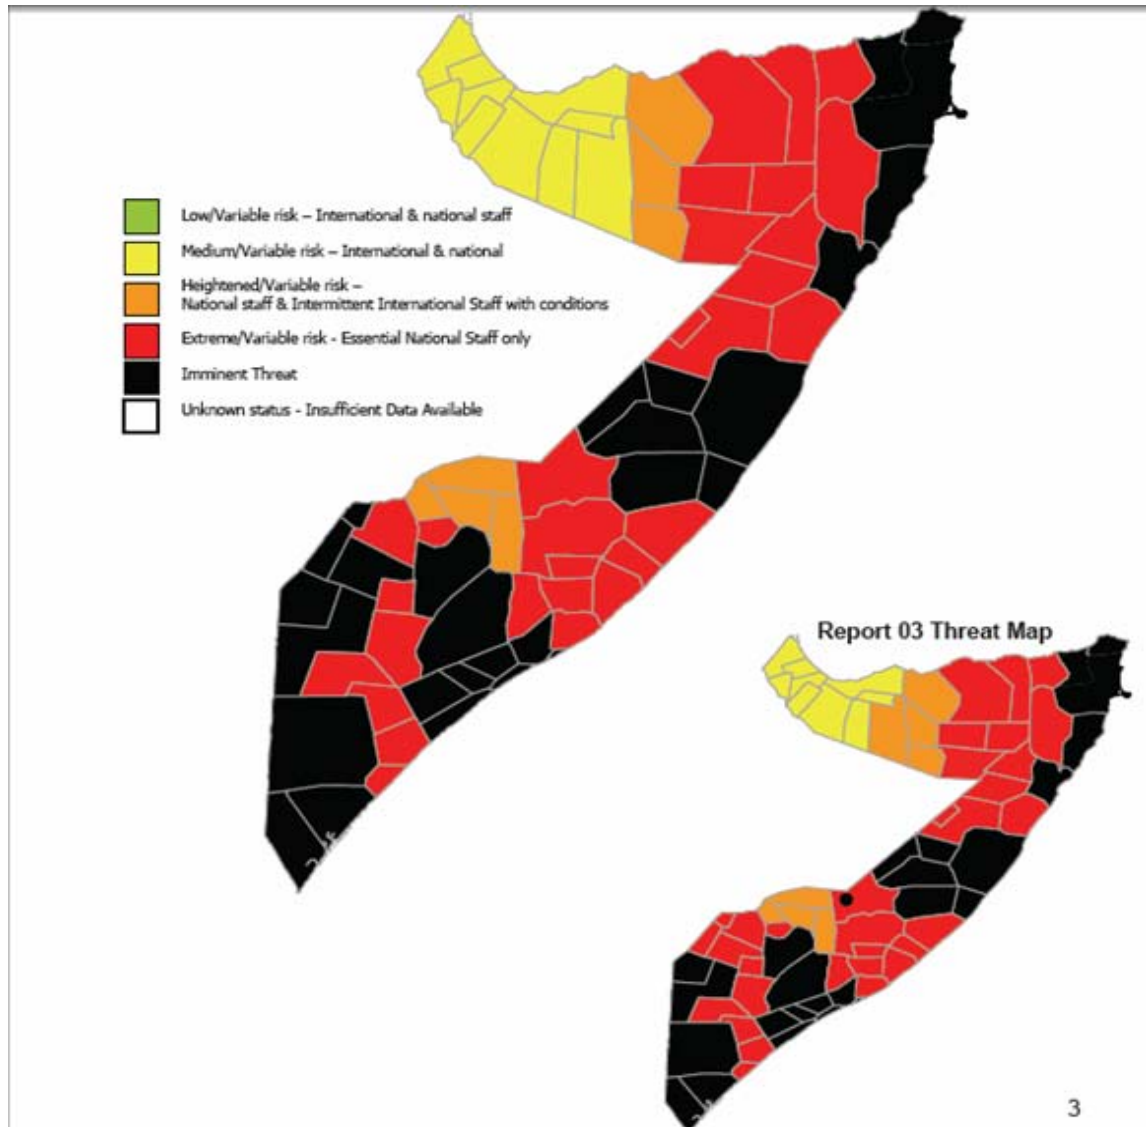 Low/Variable risk – International & national staff
Medium/Variable risk – International & national
Heightened/Variable risk –
National staff & Intermittent International Staff with conditions
Extreme/Variable risk - Essential National Staff only
Imminent Threat
Unknown status - Insufficient Data Available
Report 03 Threat Map
3